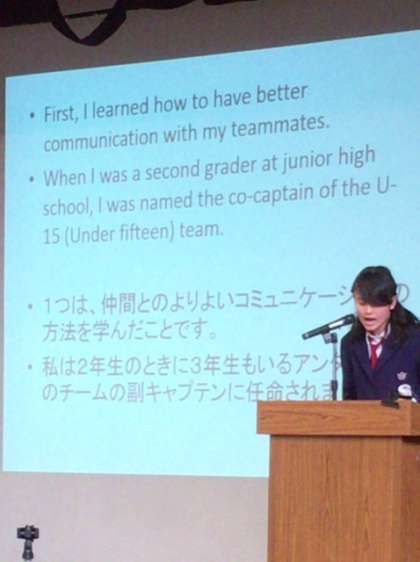 • First, I learned how to have better
communication with my teammates.
• When I was a second grader at junior high
school, I was named the co-captain of the U-
15 (Under fifteen) team.
• 1つは、仲間とのよりよいコミュニケーシ の
方法を学んだことです。
• 私は2年生のときに3年生もいるアン
のチームの副キャプテンに任命されま